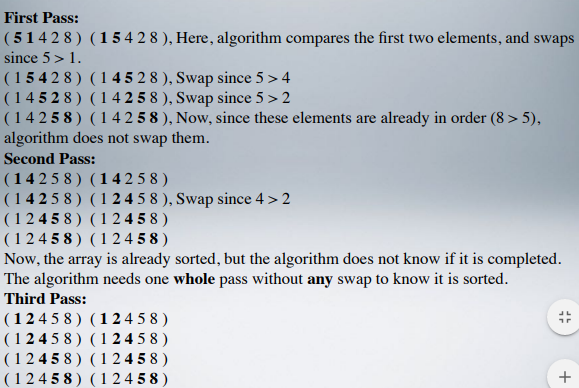 First Pass:
( 5 1 4 2 8 ) ( 1 5 4 2 8 ), Here, algorithm compares the first two elements, and swaps
since 5 > 1.
( 1 5 4 2 8 ) ( 1 4 5 2 8 ), Swap since 5 > 4
( 1 4 5 2 8 ) ( 1 4 2 5 8 ), Swap since 5 > 2
( 1 4 2 5 8 ) ( 1 4 2 5 8 ), Now, since these elements are already in order (8 > 5),
algorithm does not swap them.
Second Pass:
( 1 4 2 5 8 ) ( 1 4 2 5 8 )
( 1 4 2 5 8 ) ( 1 2 4 5 8 ), Swap since 4 > 2
( 1 2 4 5 8 ) ( 1 2 4 5 8 )
( 1 2 4 5 8 ) ( 1 2 4 5 8 )
Now, the array is already sorted, but the algorithm does not know if it is completed.
The algorithm needs one whole pass without any swap to know it is sorted.
Third Pass:
( 1 2 4 5 8 ) ( 1 2 4 5 8 )
( 1 2 4 5 8 ) ( 1 2 4 5 8 )
( 1 2 4 5 8 ) ( 1 2 4 5 8 )
( 1 2 4 5 8 ) ( 1 2 4 5 8 )